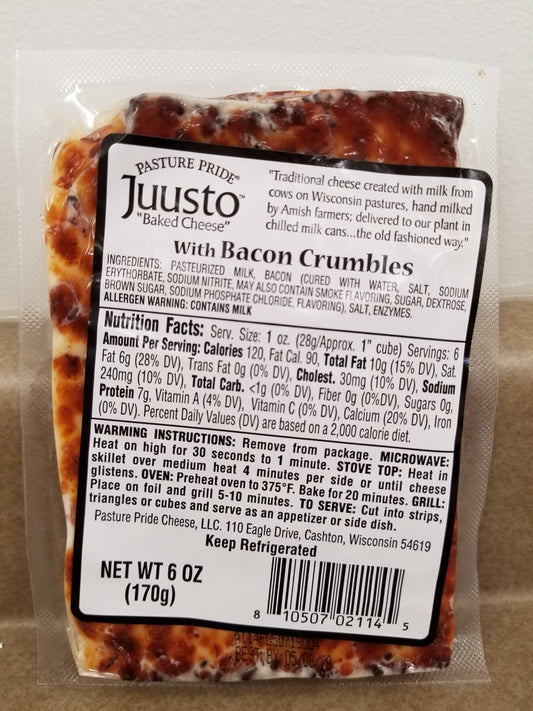 PASTURE PRIDE®
Juusto™
"Baked Cheese"
"Traditional cheese created with milk from
cows on Wisconsin pastures, hand milked
by Amish farmers; delivered to our plant in
chilled milk cans...the old fashioned way."
With Bacon Crumbles
INGREDIENTS: PASTEURIZED MILK, BACON (CURED WITH WATER, SALT, SODIUM
ERYTHORBATE, SODIUM NITRITE, MAY ALSO CONTAIN SMOKE FLAVORING, SUGAR, DEXTROSE,
BROWN SUGAR, SODIUM PHOSPHATE CHLORIDE, FLAVORING), SALT, ENZYMES.
ALLERGEN WARNING: CONTAINS MILK
Nutrition Facts: Serv. Size: 1 oz. (28g/Approx. 1" cube) Servings: 6
Amount Per Serving: Calories 120, Fat Cal. 90, Total Fat 10g (15% DV), Sat.
Fat 6g (28% DV), Trans Fat 0g (0% DV), Cholest. 30mg (10% DV), Sodium
240mg (10% DV), Total Carb. <1g (0% DV), Fiber 0g (0%DV), Sugars 0g,
Protein 7g, Vitamin A (4% DV), Vitamin C (0% DV), Calcium (20% DV), Iron
(0% DV). Percent Daily Values (DV) are based on a 2,000 calorie diet.
WARMING INSTRUCTIONS: Remove from package. MICROWAVE:
Heat on high for 30 seconds to 1 minute. STOVE TOP: Heat in
skillet over medium heat 4 minutes per side or until cheese
glistens. OVEN: Preheat oven to 375°F. Bake for 20 minutes. GRILL:
Place on foil and grill 5-10 minutes. TO SERVE: Cut into strips,
triangles or cubes and serve as an appetizer or side dish.
Pasture Pride Cheese, LLC. 110 Eagle Drive, Cashton, Wisconsin 54619
Keep Refrigerated
NET WT 6 OZ
(170g)
8 10507 02114 5
BEST BY 05/08/20